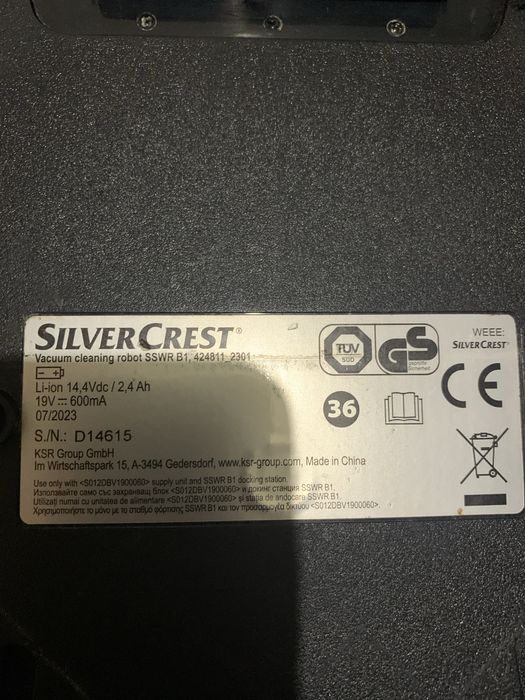 SILVERCREST®
Vacuum cleaning robot SSWR B1, 424811_2301
Li-ion 14,4Vdc / 2,4 Ah
19V ⎓ 600mA
07/2023
S./N.: D14615
KSR Group GmbH
Im Wirtschaftspark 15, A-3494 Gedersdorf, www.ksr-group.com, Made in China
Use only with <S012DBV1900060> supply unit and SSWR B1 docking station
Използвайте само със захранващ блок <S012DBV1900060> и докинг станция SSWR B1.
Utilizați numai cu unitatea de alimentare <S012DBV1900060> și stația de andocare SSWR B1.
Χρησιμοποιείτε το μόνο με το σταθμό φόρτισης SSWR B1 και τον προσαρμογέα δικτύου <S012DBV1900060>.
TÜV
SÜD
GS
geprüfte
Sicherheit
36
WEEE:
SILVERCREST®
CE